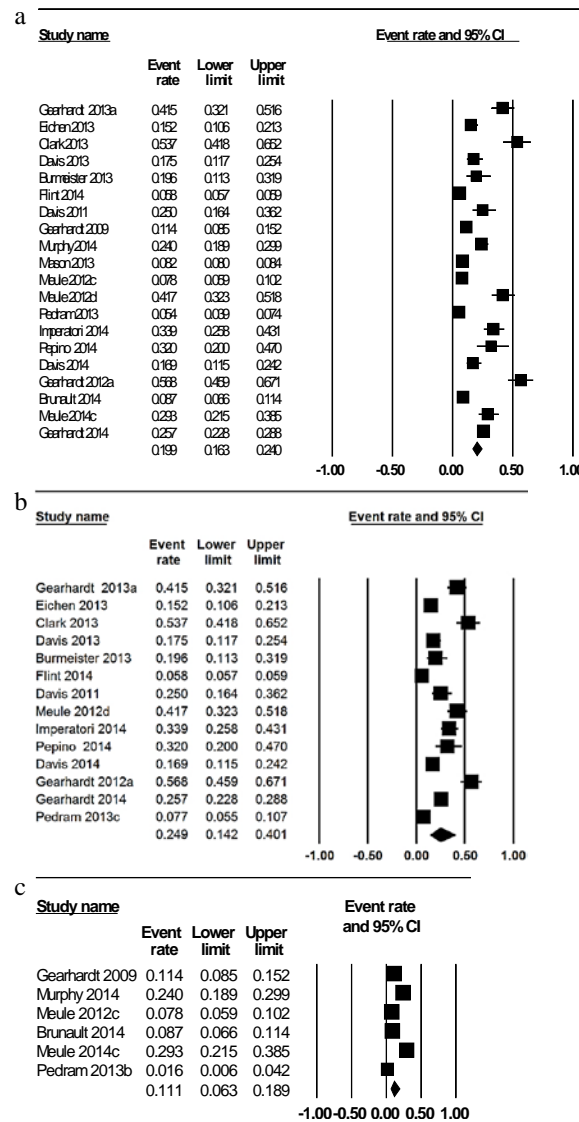 a
Study name Event rate and 95% CI
Event Lower Upper
rate limit limit
Gearhardt 2013a 0.415 0.321 0.516
Eichen 2013 0.152 0.106 0.213
Clark 2013 0.537 0.418 0.652
Davis 2013 0.175 0.117 0.254
Burmeister 2013 0.196 0.113 0.319
Flint 2014 0.058 0.057 0.059
Davis 2011 0.250 0.164 0.362
Gearhardt 2009 0.114 0.085 0.152
Murphy 2014 0.240 0.189 0.299
Mason 2013 0.082 0.080 0.084
Meule 2012c 0.078 0.059 0.102
Meule 2012d 0.417 0.323 0.518
Pedram 2013 0.054 0.039 0.074
Imperatori 2014 0.339 0.258 0.431
Pepino 2014 0.320 0.200 0.470
Davis 2014 0.169 0.115 0.242
Gearhardt 2012a 0.568 0.459 0.671
Brunault 2014 0.087 0.066 0.114
Meule 2014c 0.293 0.215 0.385
Gearhardt 2014 0.257 0.228 0.288
0.199 0.163 0.240
-1.00 -0.50 0.00 0.50 1.00
b
Study name Event rate and 95% CI
Event Lower Upper
rate limit limit
Gearhardt 2013a 0.415 0.321 0.516
Eichen 2013 0.152 0.106 0.213
Clark 2013 0.537 0.418 0.652
Davis 2013 0.175 0.117 0.254
Burmeister 2013 0.196 0.113 0.319
Flint 2014 0.058 0.057 0.059
Davis 2011 0.250 0.164 0.362
Meule 2012d 0.417 0.323 0.518
Imperatori 2014 0.339 0.258 0.431
Pepino 2014 0.320 0.200 0.470
Davis 2014 0.169 0.115 0.242
Gearhardt 2012a 0.568 0.459 0.671
Gearhardt 2014 0.257 0.228 0.288
Pedram 2013c 0.077 0.055 0.107
0.249 0.142 0.401
-1.00 -0.50 0.00 0.50 1.00
c
Study name Event rate
and 95% CI
Event Lower Upper
rate limit limit
Gearhardt 2009 0.114 0.085 0.152
Murphy 2014 0.240 0.189 0.299
Meule 2012c 0.078 0.059 0.102
Brunault 2014 0.087 0.066 0.114
Meule 2014c 0.293 0.215 0.385
Pedram 2013b 0.016 0.006 0.042
0.111 0.063 0.189
-1.00 -0.50 0.00 0.50 1.00